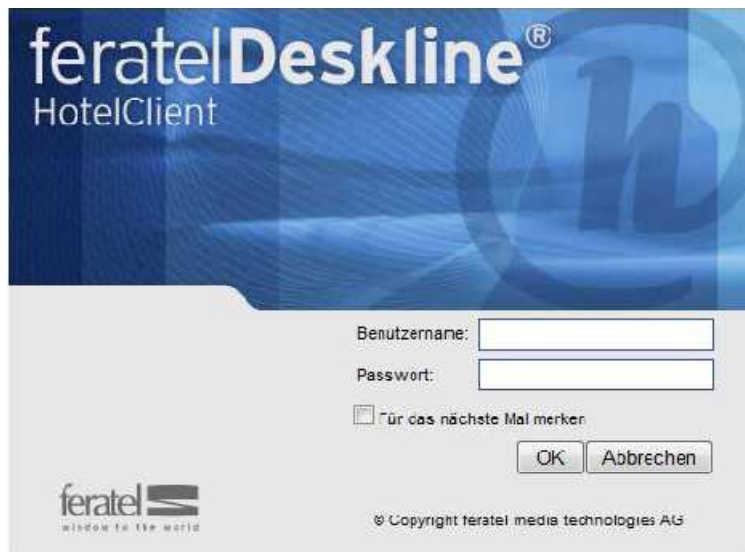 feratelDeskline®
HotelClient
Benutzername:
Passwort:
Für das nächste Mal merken
OK Abbrechen
feratel
window to the world
© Copyright feratel media technologies AG